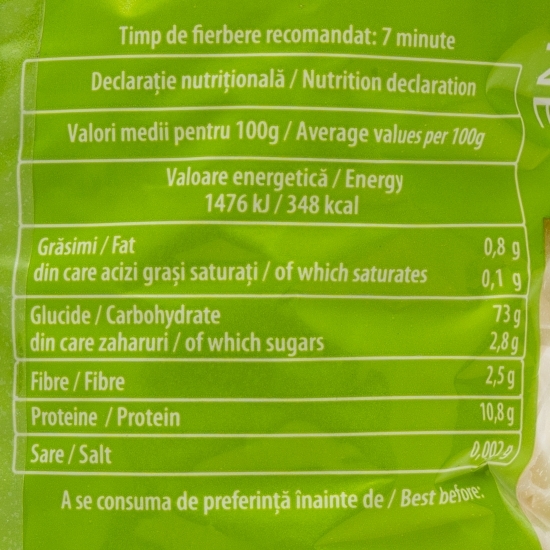 Timp de fierbere recomandat: 7 minute
Declarație nutrițională / Nutrition declaration
Valori medii pentru 100g / Average values per 100g
Valoare energetică / Energy
1476 kJ / 348 kcal
Grăsimi / Fat 0,8 g
din care acizi grași saturați / of which saturates 0,1 g
Glucide / Carbohydrate 73 g
din care zaharuri / of which sugars 2,8 g
Fibre / Fibre 2,5 g
Proteine / Protein 10,8 g
Sare / Salt 0,002 g
A se consuma de preferință înainte de / Best before: